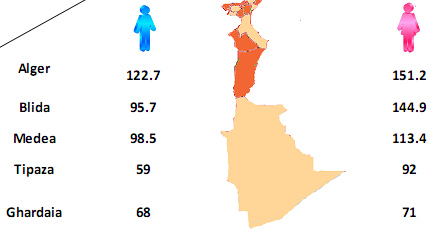 Alger 122.7 151.2
Blida 95.7 144.9
Medea 98.5 113.4
Tipaza 59 92
Ghardaia 68 71